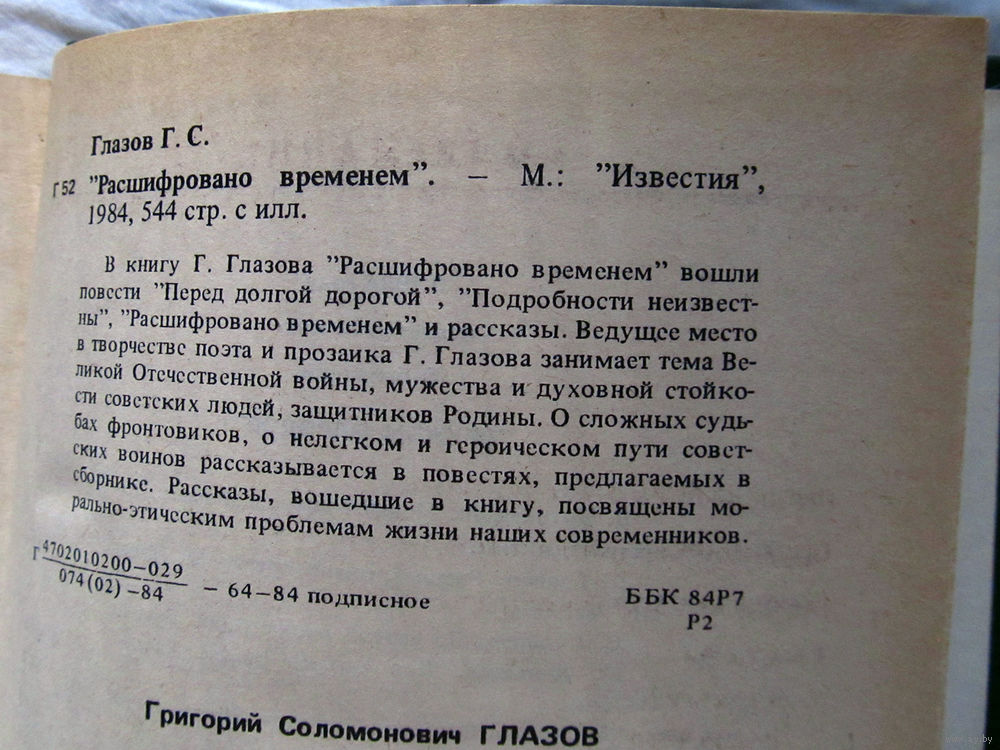 Глазов Г. С.
Г 52 "Расшифровано временем". – М.: "Известия",
1984, 544 стр. с илл.
В книгу Г. Глазова "Расшифровано временем" вошли
повести "Перед долгой дорогой", "Подробности неизвест-
ны", "Расшифровано временем" и рассказы. Ведущее место
в творчестве поэта и прозаика Г. Глазова занимает тема Ве-
ликой Отечественной войны, мужества и духовной стойко-
сти советских людей, защитников Родины. О сложных судь-
бах фронтовиков, о нелегком и героическом пути совет-
ских воинов рассказывается в повестях, предлагаемых в
сборнике. Рассказы, вошедшие в книгу, посвящены мо-
рально-этическим проблемам жизни наших современников.
Г 4702010200–029
074(02) –84 – 64–84 подписное
ББК 84Р7
Р2
Григорий Соломонович ГЛАЗОВ